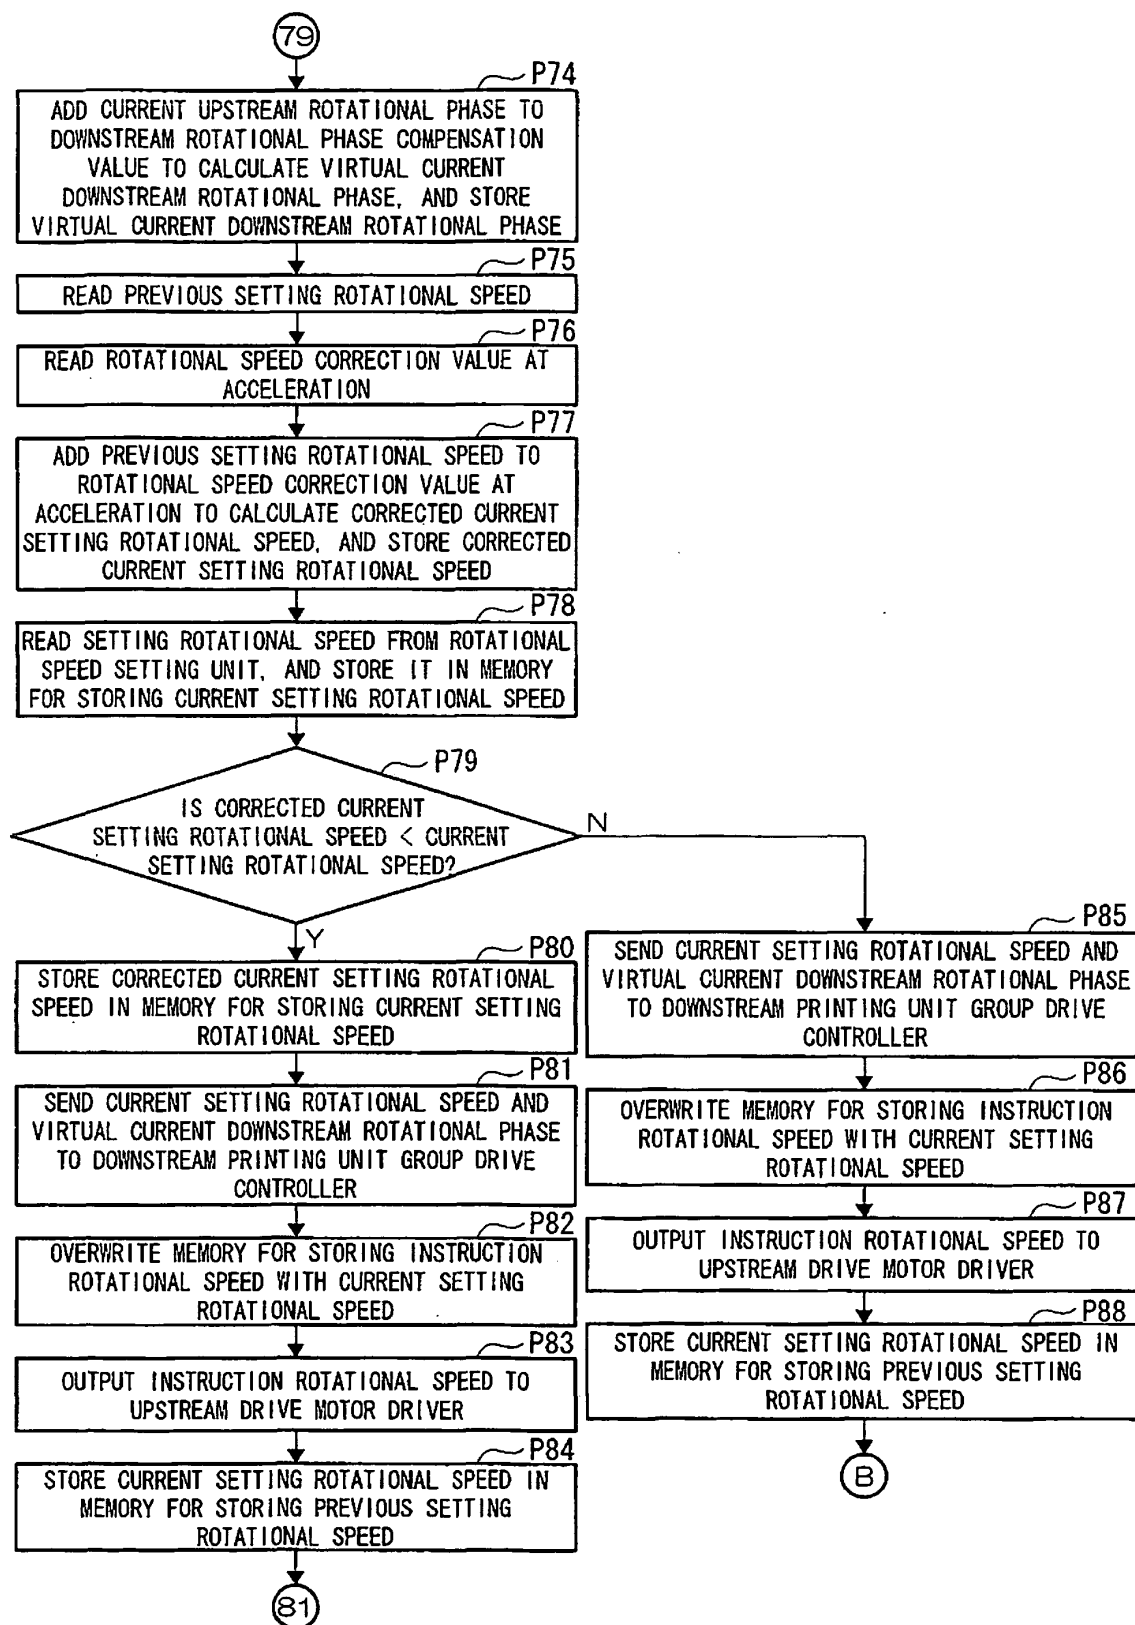 79
P74
ADD CURRENT UPSTREAM ROTATIONAL PHASE TO
DOWNSTREAM ROTATIONAL PHASE COMPENSATION
VALUE TO CALCULATE VIRTUAL CURRENT
DOWNSTREAM ROTATIONAL PHASE, AND STORE
VIRTUAL CURRENT DOWNSTREAM ROTATIONAL PHASE
P75
READ PREVIOUS SETTING ROTATIONAL SPEED
P76
READ ROTATIONAL SPEED CORRECTION VALUE AT
ACCELERATION
P77
ADD PREVIOUS SETTING ROTATIONAL SPEED TO
ROTATIONAL SPEED CORRECTION VALUE AT
ACCELERATION TO CALCULATE CORRECTED CURRENT
SETTING ROTATIONAL SPEED, AND STORE CORRECTED
CURRENT SETTING ROTATIONAL SPEED
P78
READ SETTING ROTATIONAL SPEED FROM ROTATIONAL
SPEED SETTING UNIT, AND STORE IT IN MEMORY
FOR STORING CURRENT SETTING ROTATIONAL SPEED
P79
IS CORRECTED CURRENT
SETTING ROTATIONAL SPEED < CURRENT
SETTING ROTATIONAL SPEED?
N
Y
P80
STORE CORRECTED CURRENT SETTING ROTATIONAL
SPEED IN MEMORY FOR STORING CURRENT SETTING
ROTATIONAL SPEED
P81
SEND CURRENT SETTING ROTATIONAL SPEED AND
VIRTUAL CURRENT DOWNSTREAM ROTATIONAL PHASE
TO DOWNSTREAM PRINTING UNIT GROUP DRIVE
CONTROLLER
P82
OVERWRITE MEMORY FOR STORING INSTRUCTION
ROTATIONAL SPEED WITH CURRENT SETTING
ROTATIONAL SPEED
P83
OUTPUT INSTRUCTION ROTATIONAL SPEED TO
UPSTREAM DRIVE MOTOR DRIVER
P84
STORE CURRENT SETTING ROTATIONAL SPEED IN
MEMORY FOR STORING PREVIOUS SETTING
ROTATIONAL SPEED
81
P85
SEND CURRENT SETTING ROTATIONAL SPEED AND
VIRTUAL CURRENT DOWNSTREAM ROTATIONAL PHASE
TO DOWNSTREAM PRINTING UNIT GROUP DRIVE
CONTROLLER
P86
OVERWRITE MEMORY FOR STORING INSTRUCTION
ROTATIONAL SPEED WITH CURRENT SETTING
ROTATIONAL SPEED
P87
OUTPUT INSTRUCTION ROTATIONAL SPEED TO
UPSTREAM DRIVE MOTOR DRIVER
P88
STORE CURRENT SETTING ROTATIONAL SPEED IN
MEMORY FOR STORING PREVIOUS SETTING
ROTATIONAL SPEED
B